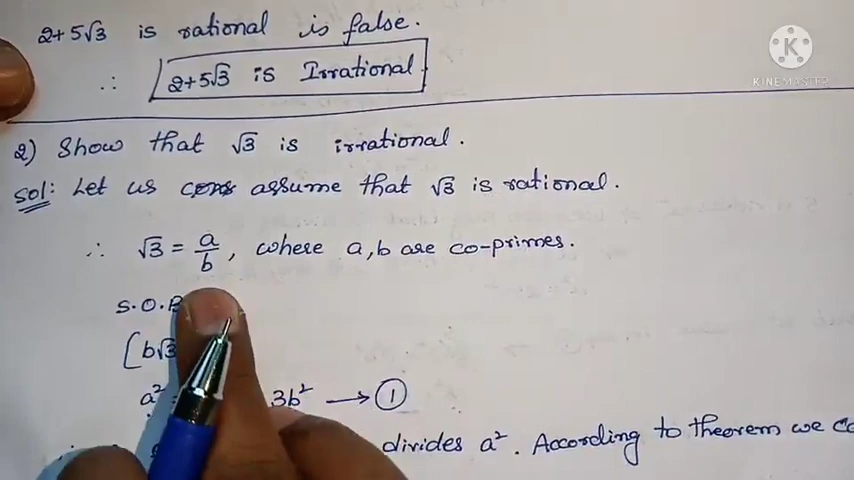 2+5√3 is rational is false.
∴ 2+5√3 is Irrational
K
KINEMASTER
2) Show that √3 is irrational.
Sol: Let us assume that √3 is rational.
∴ √3 = a/b, where a,b are co-primes.
S.O.B
[b√3
a² = 3b² → ①
divides a². According to theorem we